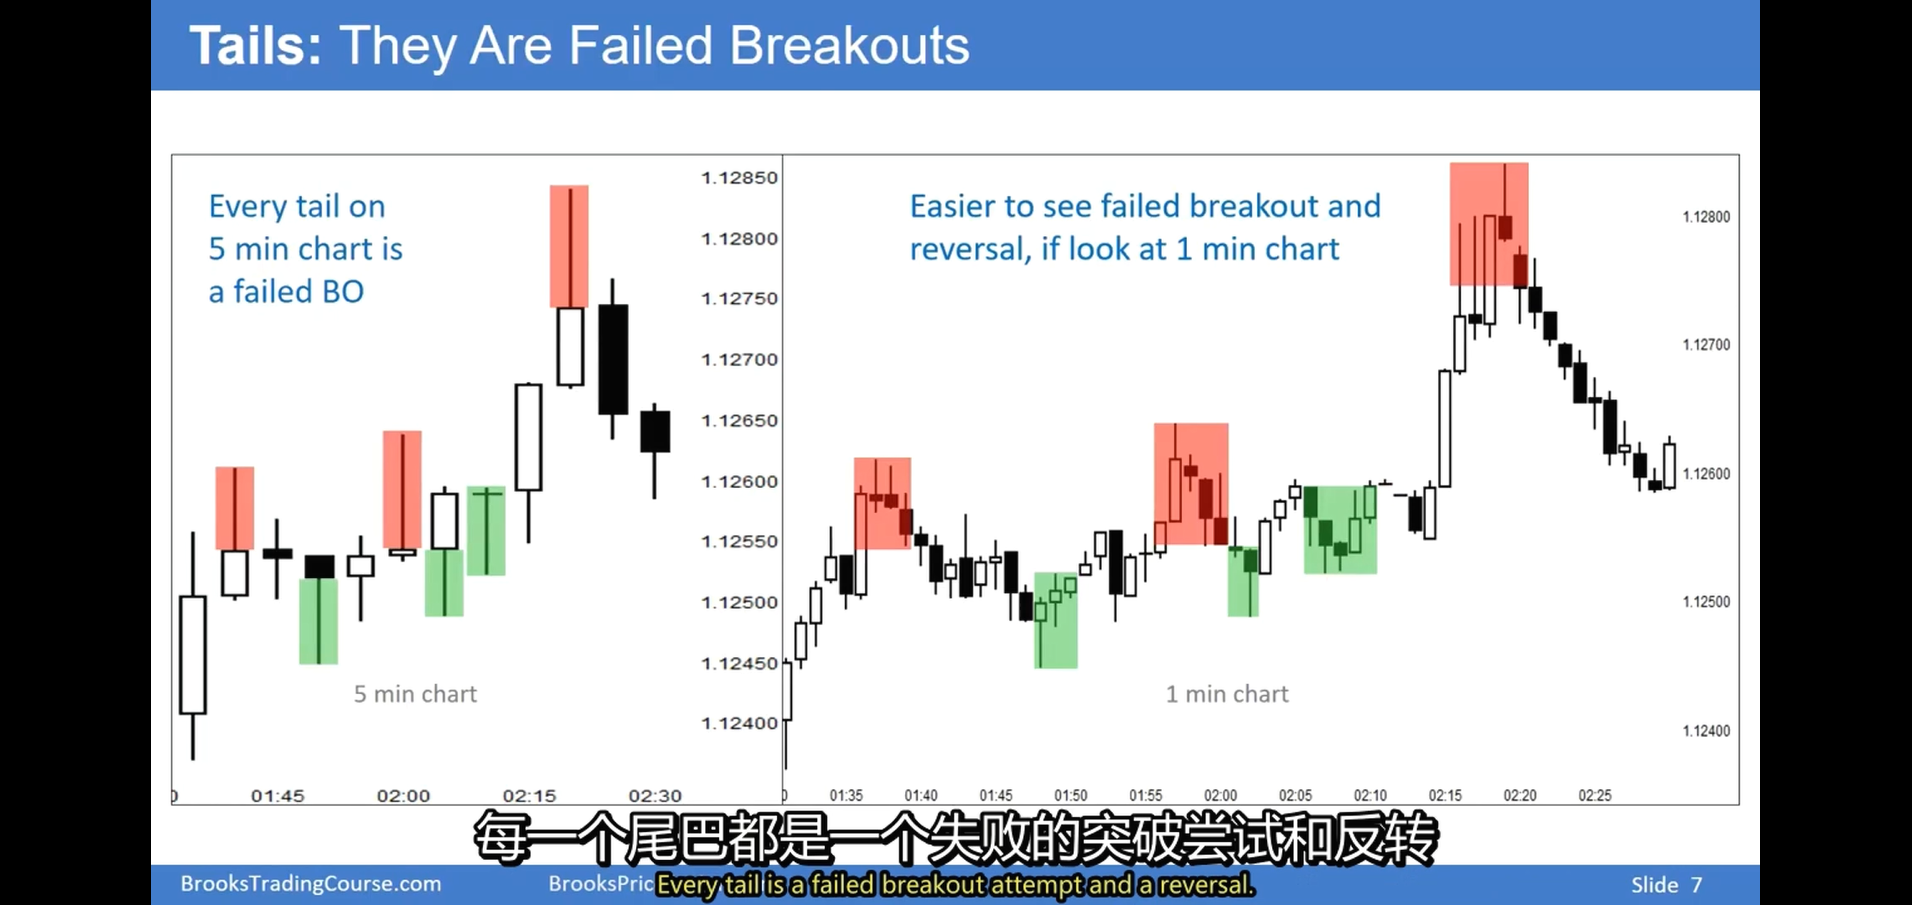 Tails: They Are Failed Breakouts
Every tail on
5 min chart is
a failed BO
1.12850
1.12800
1.12750
1.12700
1.12650
1.12600
1.12550
1.12500
1.12450
1.12400
5 min chart
01:45 02:00 02:15 02:30
Easier to see failed breakout and
reversal, if look at 1 min chart
1.12800
1.12700
1.12600
1.12500
1.12400
1 min chart
01:35 01:40 01:45 01:50 01:55 02:00 02:05 02:10 02:15 02:20 02:25
每一个尾巴都是一个失败的突破尝试和反转
BrooksTradingCourse.com
Every tail is a failed breakout attempt and a reversal.
Slide 7